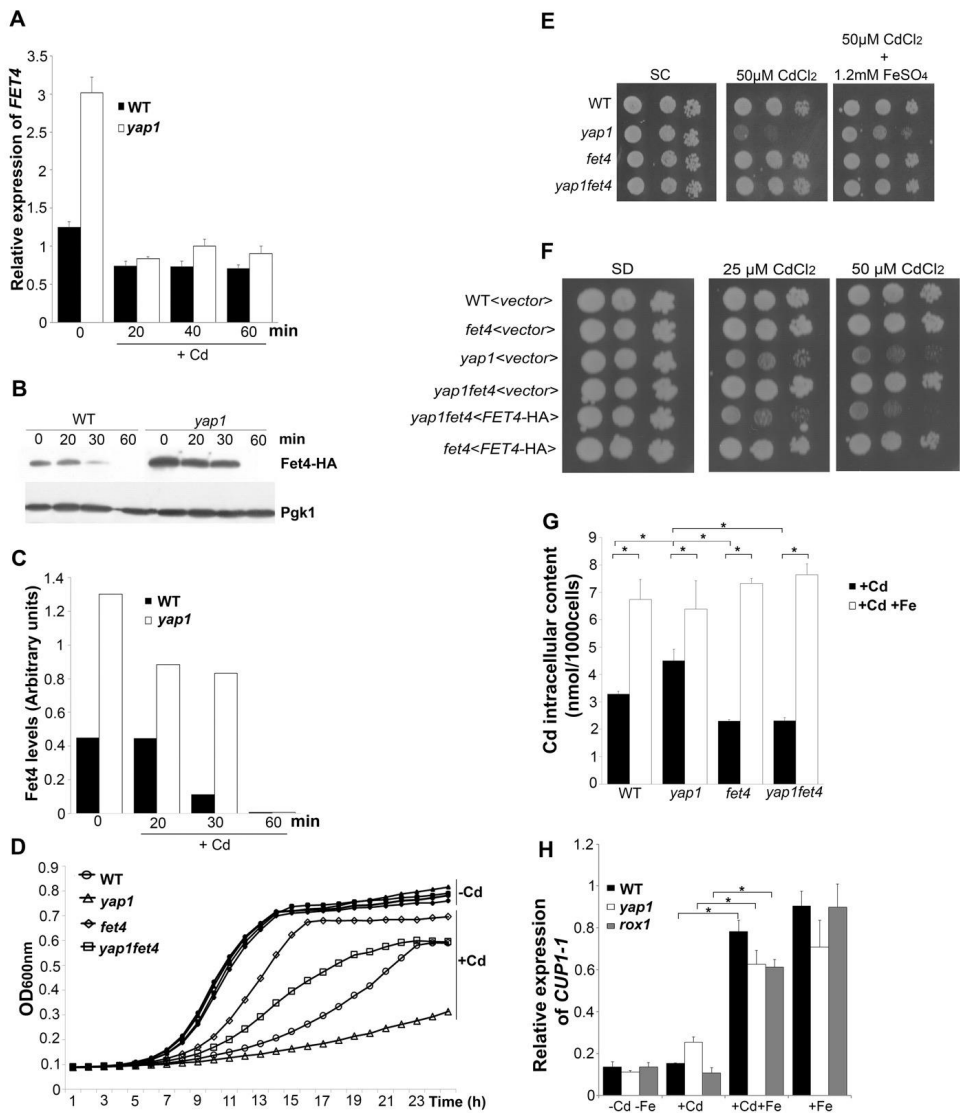 A
Relative expression of FET4
3.5
3
2.5
2
1.5
1
0.5
0
WT
yap1
0 20 40 60 min
+ Cd
B
WT yap1
0 20 30 60 0 20 30 60 min
Fet4-HA
Pgk1
C
Fet4 levels (Arbitrary units)
1.4
1.2
1
0.8
0.6
0.4
0.2
0
WT
yap1
0 20 30 60 min
+ Cd
D
OD600nm
0.9
0.8
0.7
0.6
0.5
0.4
0.3
0.2
0.1
0.0
WT
yap1
fet4
yap1fet4
-Cd
+Cd
1 3 5 7 9 11 13 15 17 19 21 23 Time (h)
E
SC
50µM CdCl2
50µM CdCl2
+
1.2mM FeSO4
WT
yap1
fet4
yap1fet4
F
SD 25 µM CdCl2 50 µM CdCl2
WT<vector>
fet4<vector>
yap1<vector>
yap1fet4<vector>
yap1fet4<FET4-HA>
fet4<FET4-HA>
G
Cd intracellular content
(nmol/1000cells)
9
8
7
6
5
4
3
2
1
0
*
* *
* * * *
+Cd
+Cd +Fe
WT yap1 fet4 yap1fet4
H
Relative expression
of CUP1-1
1.2
1
0.8
0.6
0.4
0.2
0
WT
yap1
rox1
*
*
*
-Cd -Fe +Cd +Cd+Fe +Fe